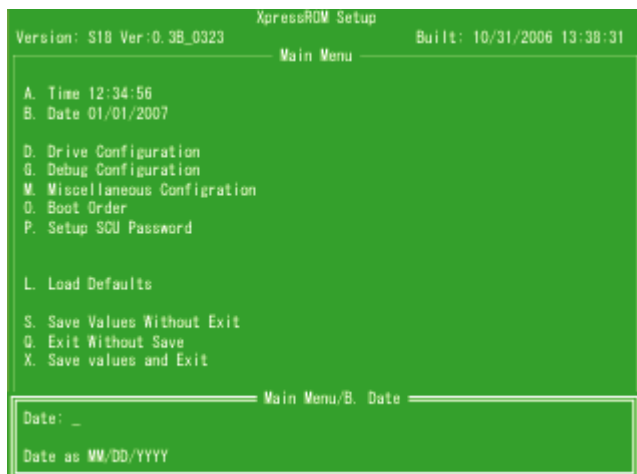 XpressROM Setup
Version: S18 Ver:0.3B_0323 Built: 10/31/2006 13:38:31
Main Menu
A. Time 12:34:56
B. Date 01/01/2007
D. Drive Configuration
G. Debug Configuration
M. Miscellaneous Configration
O. Boot Order
P. Setup SCU Password
L. Load Defaults
S. Save Values Without Exit
Q. Exit Without Save
X. Save values and Exit
Main Menu/B. Date
Date: _
Date as MM/DD/YYYY